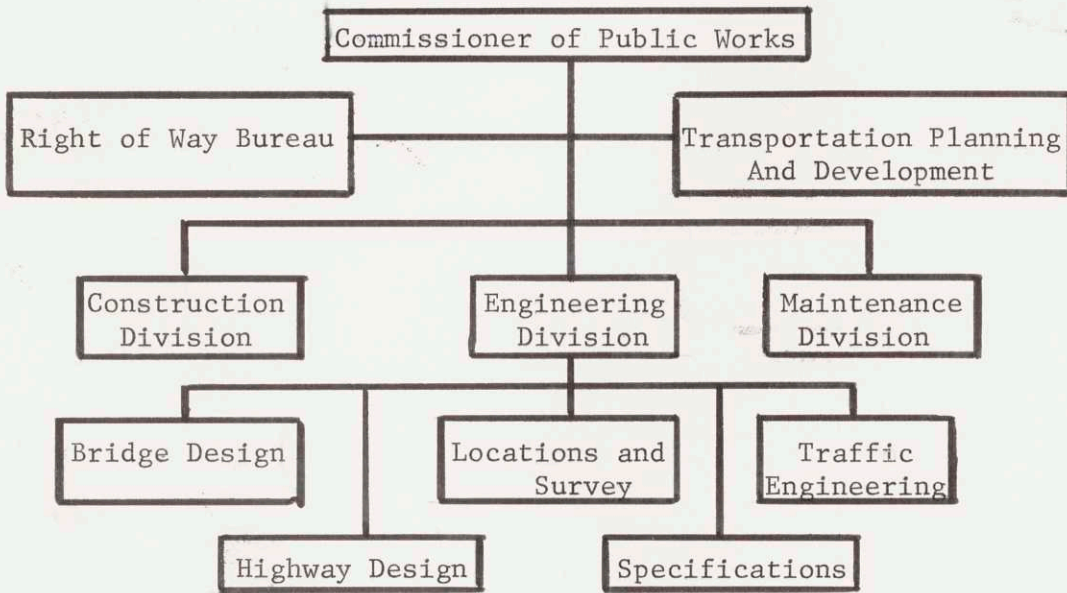 Commissioner of Public Works
Right of Way Bureau
Transportation Planning
And Development
Construction
Division
Engineering
Division
Maintenance
Division
Bridge Design
Locations and
Survey
Traffic
Engineering
Highway Design
Specifications